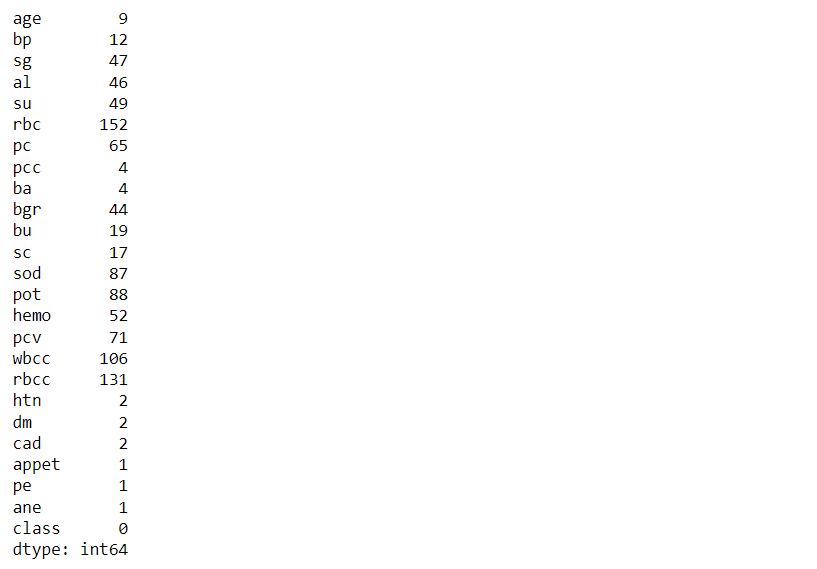 age 9
bp 12
sg 47
al 46
su 49
rbc 152
pc 65
pcc 4
ba 4
bgr 44
bu 19
sc 17
sod 87
pot 88
hemo 52
pcv 71
wbcc 106
rbcc 131
htn 2
dm 2
cad 2
appet 1
pe 1
ane 1
class 0
dtype: int64